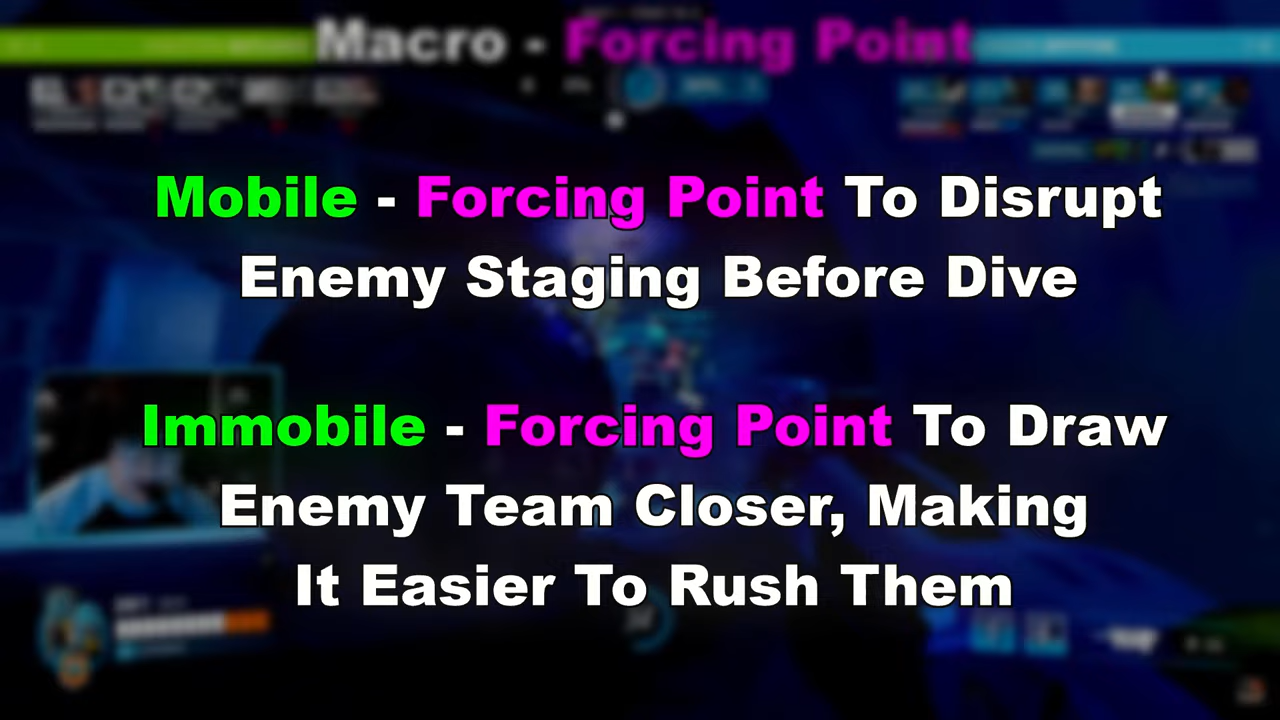 Macro - Forcing Point
Mobile - Forcing Point To Disrupt
Enemy Staging Before Dive
Immobile - Forcing Point To Draw
Enemy Team Closer, Making
It Easier To Rush Them